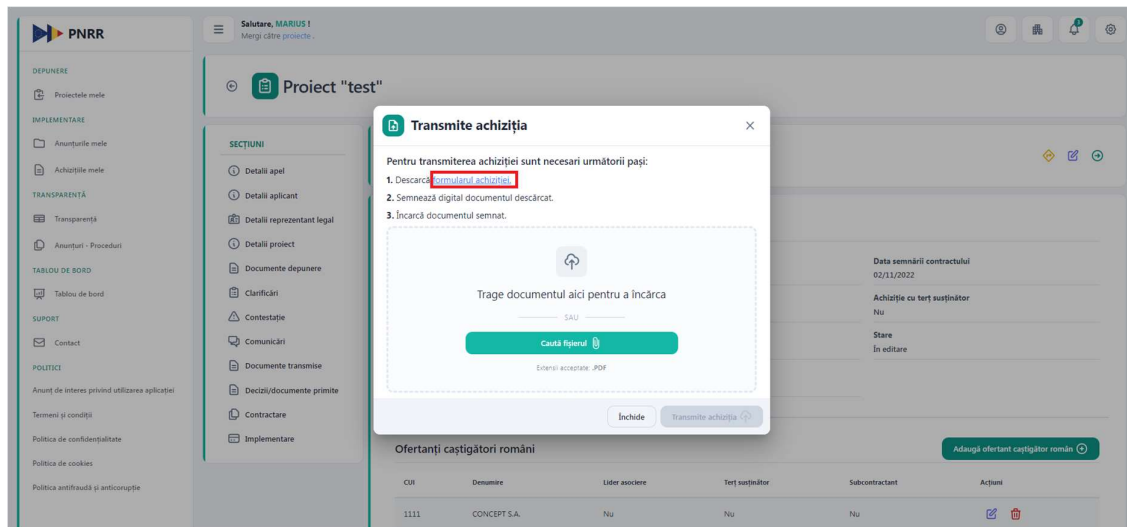 PNRR
Salutare, MARIUS !
Mergi către proiecte .
3
DEPUNERE
Proiectele mele
IMPLEMENTARE
Anunțurile mele
Achizițiile mele
TRANSPARENȚĂ
Transparență
Anunțuri - Proceduri
TABLOU DE BORD
Tablou de bord
SUPORT
Contact
POLITICI
Anunț de interes privind utilizarea aplicației
Termeni și condiții
Politica de confidențialitate
Politica de cookies
Politica antifraudă și anticorupție
Proiect "test"
SECȚIUNI
Detalii apel
Detalii aplicant
Detalii reprezentant legal
Detalii proiect
Documente depunere
Clarificări
Contestație
Comunicări
Documente transmise
Decizii/documente primite
Contractare
Implementare
Transmite achiziția
Pentru transmiterea achiziției sunt necesari următorii pași:
1. Descarcă formularul achiziției.
2. Semnează digital documentul descărcat.
3. Încarcă documentul semnat.
Trage documentul aici pentru a încărca
SAU
Caută fișierul
Extensii acceptate: .PDF
Închide
Transmite achiziția
Data semnării contractului
02/11/2022
Achiziție cu terț susținător
Nu
Stare
În editare
Ofertanți caștigători români
Adaugă ofertant caștigător român
CUI Denumire Lider asociere Terț susținător Subcontractant Acțiuni
1111 CONCEPT S.A. Nu Nu Nu